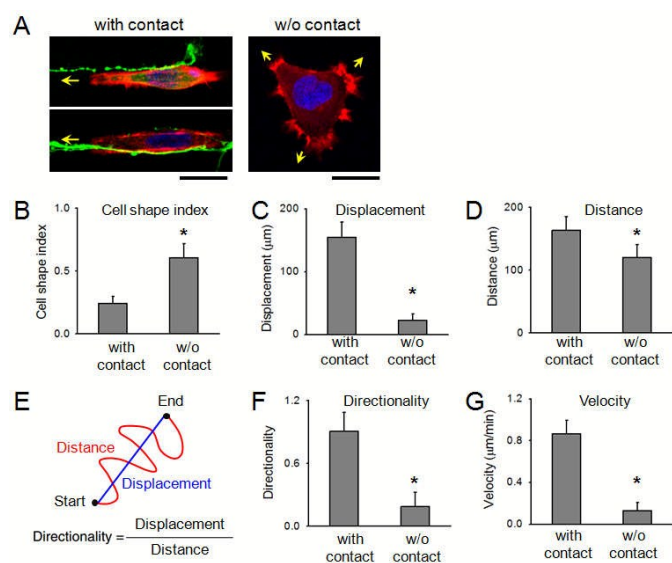 A
with contact
w/o contact
B
Cell shape index
Cell shape index
1.0
0.5
0.0
*
with
contact
w/o
contact
C
Displacement
Displacement (μm)
200
100
0
*
with
contact
w/o
contact
D
Distance
Distance (μm)
200
100
0
*
with
contact
w/o
contact
E
End
Distance
Displacement
Start
Directionality = Displacement
Distance
F
Directionality
Directionality
1.2
0.6
0.0
*
with
contact
w/o
contact
G
Velocity
Velocity (μm/min)
1.2
0.8
0.4
0.0
*
with
contact
w/o
contact